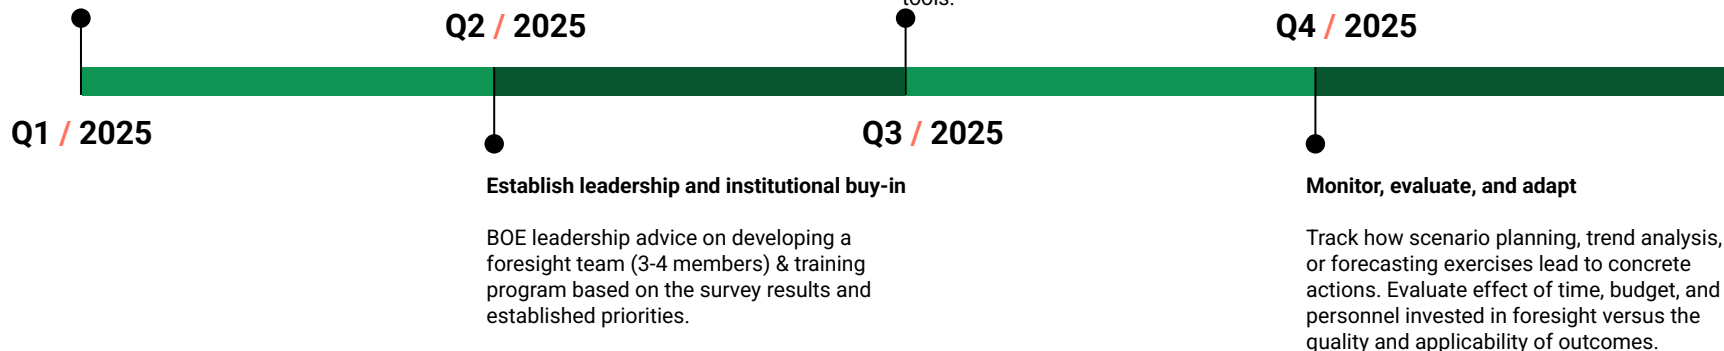 tools.
Q2 / 2025
Q4 / 2025
Q1 / 2025
Q3 / 2025
Establish leadership and institutional buy-in
BOE leadership advice on developing a
foresight team (3-4 members) & training
program based on the survey results and
established priorities.
Monitor, evaluate, and adapt
Track how scenario planning, trend analysis,
or forecasting exercises lead to concrete
actions. Evaluate effect of time, budget, and
personnel invested in foresight versus the
quality and applicability of outcomes.